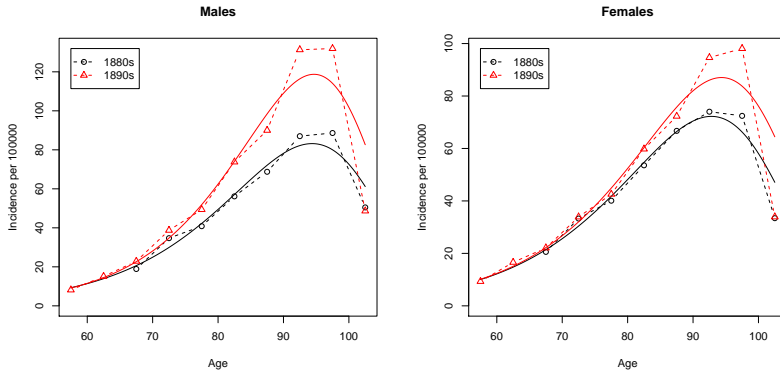 Males
1880s
1890s
Incidence per 100000
0 20 40 60 80 100 120
60 70 80 90 100
Age
Females
1880s
1890s
Incidence per 100000
0 20 40 60 80 100
60 70 80 90 100
Age